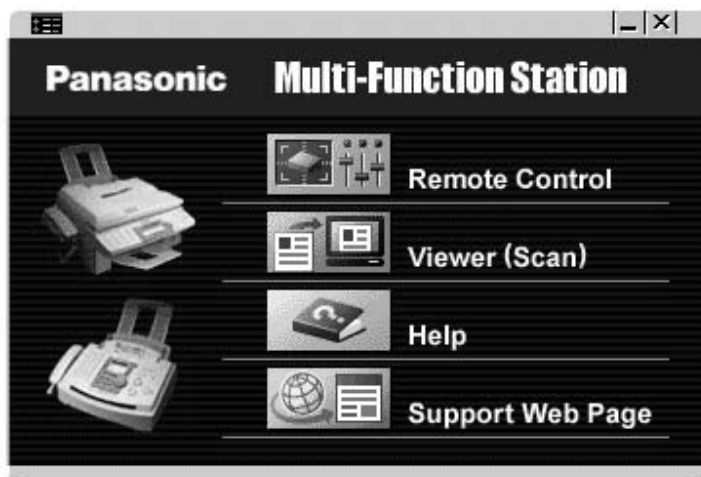 Panasonic Multi-Function Station
Remote Control
Viewer (Scan)
Help
Support Web Page